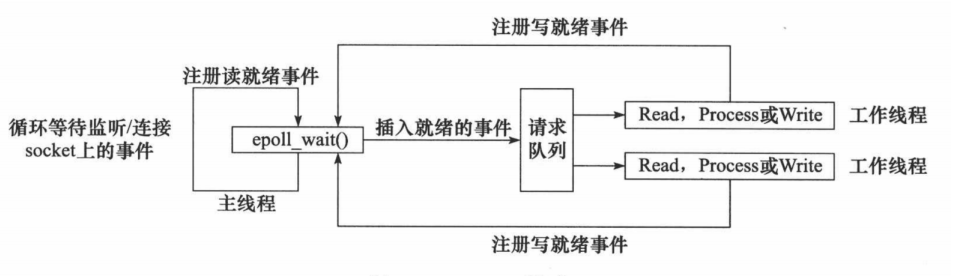 注册写就绪事件
注册读就绪事件
循环等待监听/连接
socket上的事件
epoll_wait()
插入就绪的事件
请求
队列
Read，Process或Write
工作线程
Read，Process或Write
工作线程
主线程
注册写就绪事件